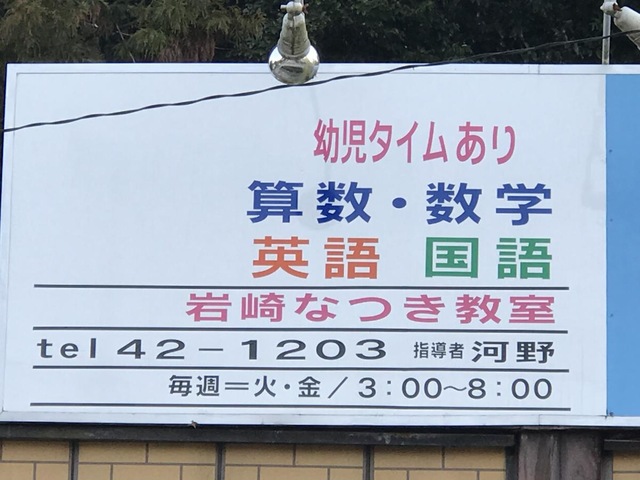 幼児タイムあり
算数・数学
英語 国語
岩崎なつき教室
tel 42-1203 指導者 河野
毎週=火・金/3:00〜8:00